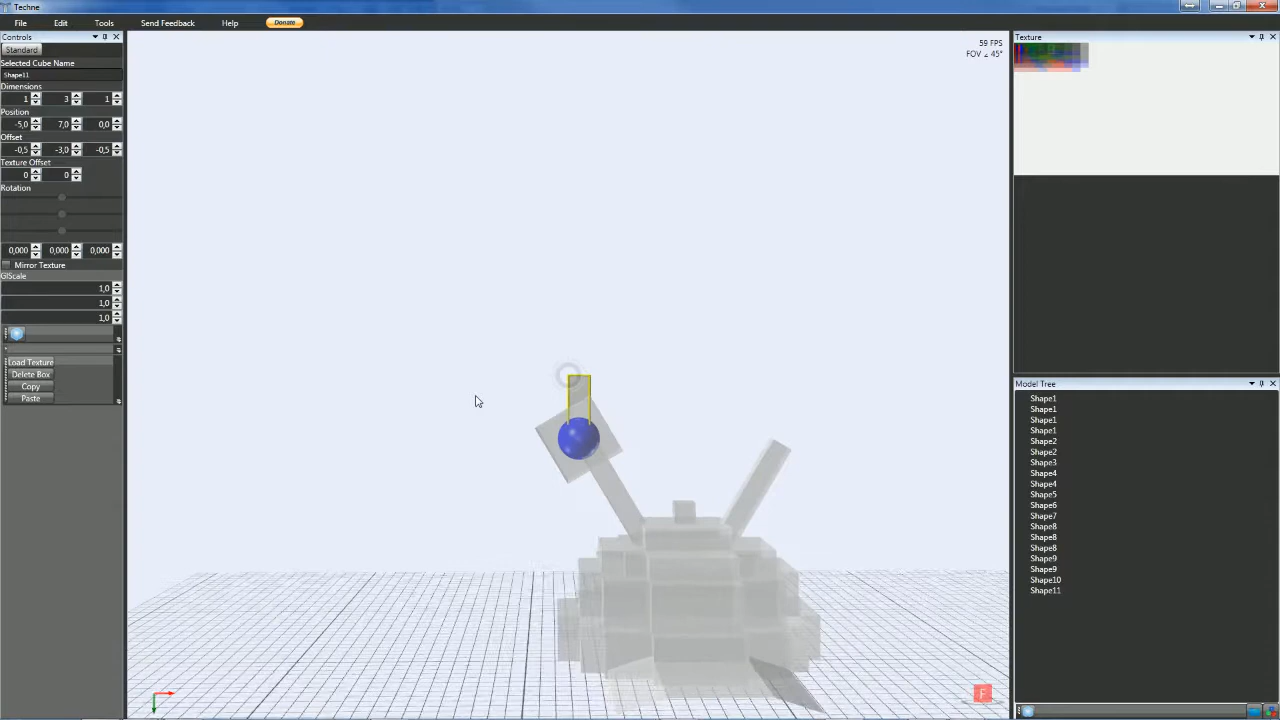 Techne
File Edit Tools Send Feedback Help Donate
Controls
Standard
Selected Cube Name
Shape11
Dimensions
1 3 1
Position
-5,0 7,0 0,0
Offset
-0,5 -3,0 -0,5
Texture Offset
0 0
Rotation
0,000 0,000 0,000
Mirror Texture
GlScale
1,0
1,0
1,0
Load Texture
Delete Box
Copy
Paste
59 FPS
FOV ∠ 45°
F
Texture
Model Tree
Shape1
Shape1
Shape1
Shape1
Shape2
Shape2
Shape3
Shape4
Shape4
Shape5
Shape6
Shape7
Shape8
Shape8
Shape8
Shape9
Shape9
Shape10
Shape11